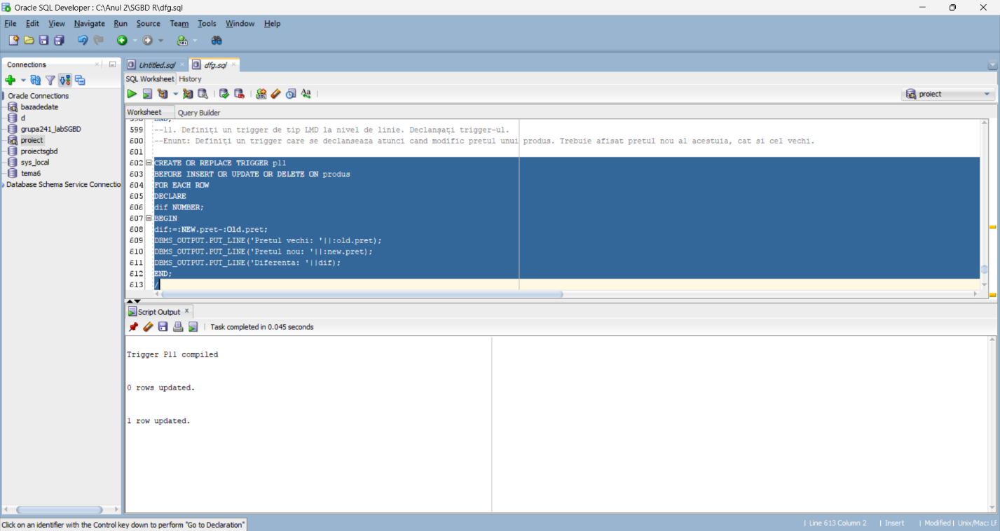 Oracle SQL Developer : C:\Anul 2\SGBD R\dfg.sql
File Edit View Navigate Run Source Team Tools Window Help
Connections
Untitled.sql
dfg.sql
SQL Worksheet History
Oracle Connections
bazadedate
d
grupa241_labSGBD
proiect
proiectsgbd
sys_local
tema6
Database Schema Service Connectio
proiect
Worksheet Query Builder
598 END;
599 --11. Definiți un trigger de tip LMD la nivel de linie. Declanșați trigger-ul.
600 --Enunt: Definiți un trigger care se declanseaza atunci cand modific pretul unui produs. Trebuie afisat pretul nou al acestuia, cat si cel vechi.
601
602 CREATE OR REPLACE TRIGGER p11
603 BEFORE INSERT OR UPDATE OR DELETE ON produs
604 FOR EACH ROW
605 DECLARE
606 dif NUMBER;
607 BEGIN
608 dif:=:NEW.pret-:Old.pret;
609 DBMS_OUTPUT.PUT_LINE('Pretul vechi: '||:old.pret);
610 DBMS_OUTPUT.PUT_LINE('Pretul nou: '||:new.pret);
611 DBMS_OUTPUT.PUT_LINE('Diferenta: '||dif);
612 END;
613 /
Script Output
Task completed in 0.045 seconds
Trigger P11 compiled
0 rows updated.
1 row updated.
Click on an identifier with the Control key down to perform "Go to Declaration"
| Line 613 Column 2 | Insert | Modified | Unix/Mac: LF